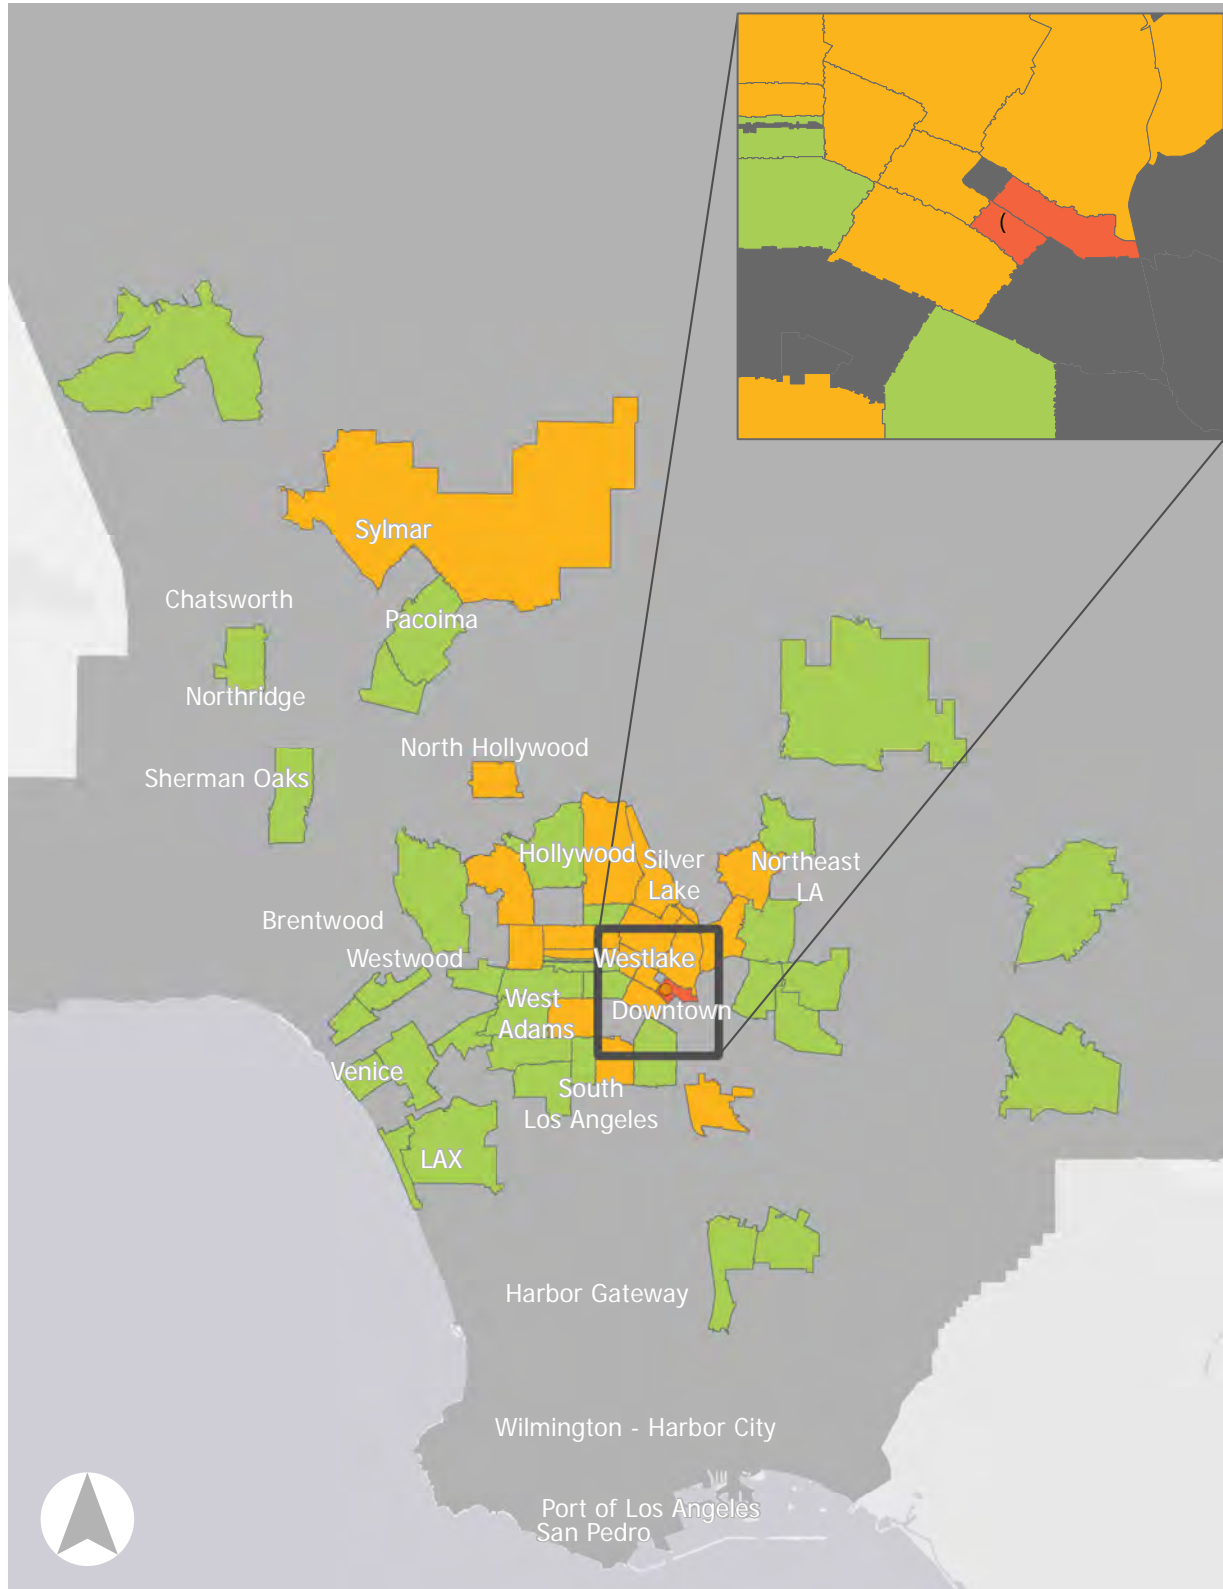 Sylmar
Chatsworth
Pacoima
Northridge
North Hollywood
Sherman Oaks
Hollywood
Silver
Lake
Northeast
LA
Brentwood
Westwood
Westlake
West
Adams
Downtown
Venice
South
Los Angeles
LAX
Harbor Gateway
Wilmington - Harbor City
Port of Los Angeles
San Pedro